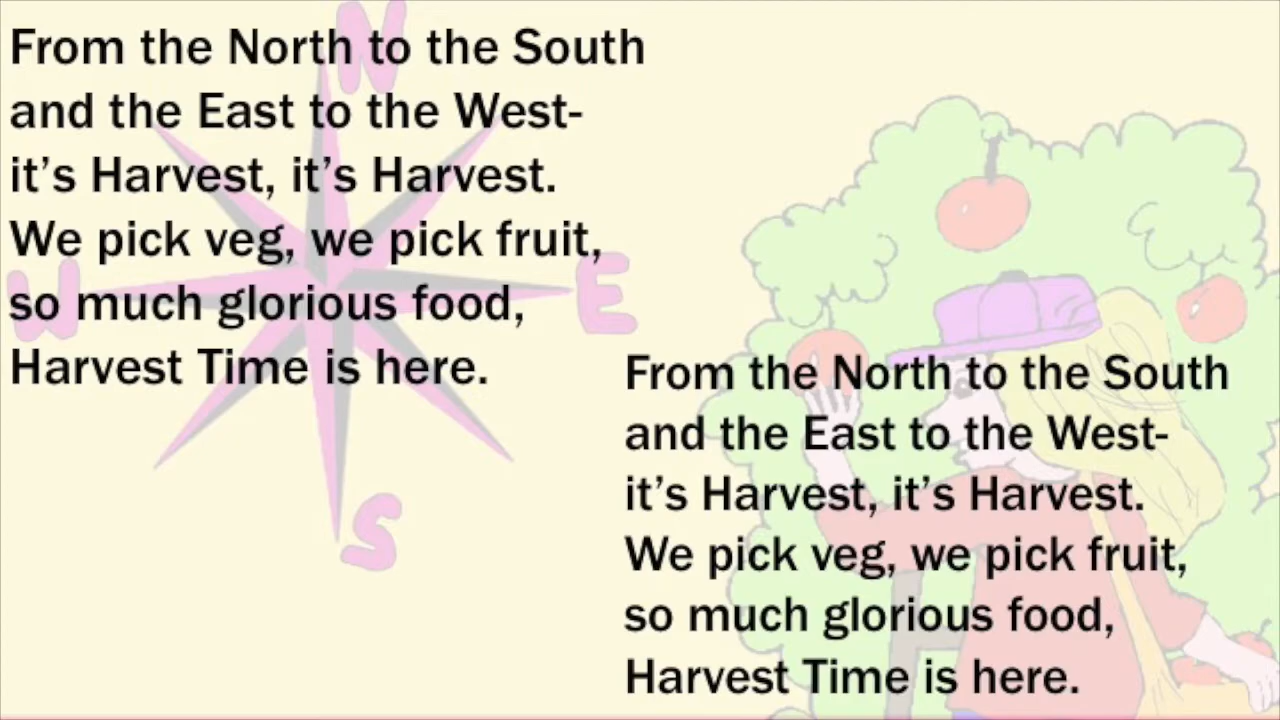 N
From the North to the South
and the East to the West-
it's Harvest, it's Harvest.
We pick veg, we pick fruit,
W
E
so much glorious food,
Harvest Time is here.
S
From the North to the South
and the East to the West-
it's Harvest, it's Harvest.
We pick veg, we pick fruit,
so much glorious food,
Harvest Time is here.